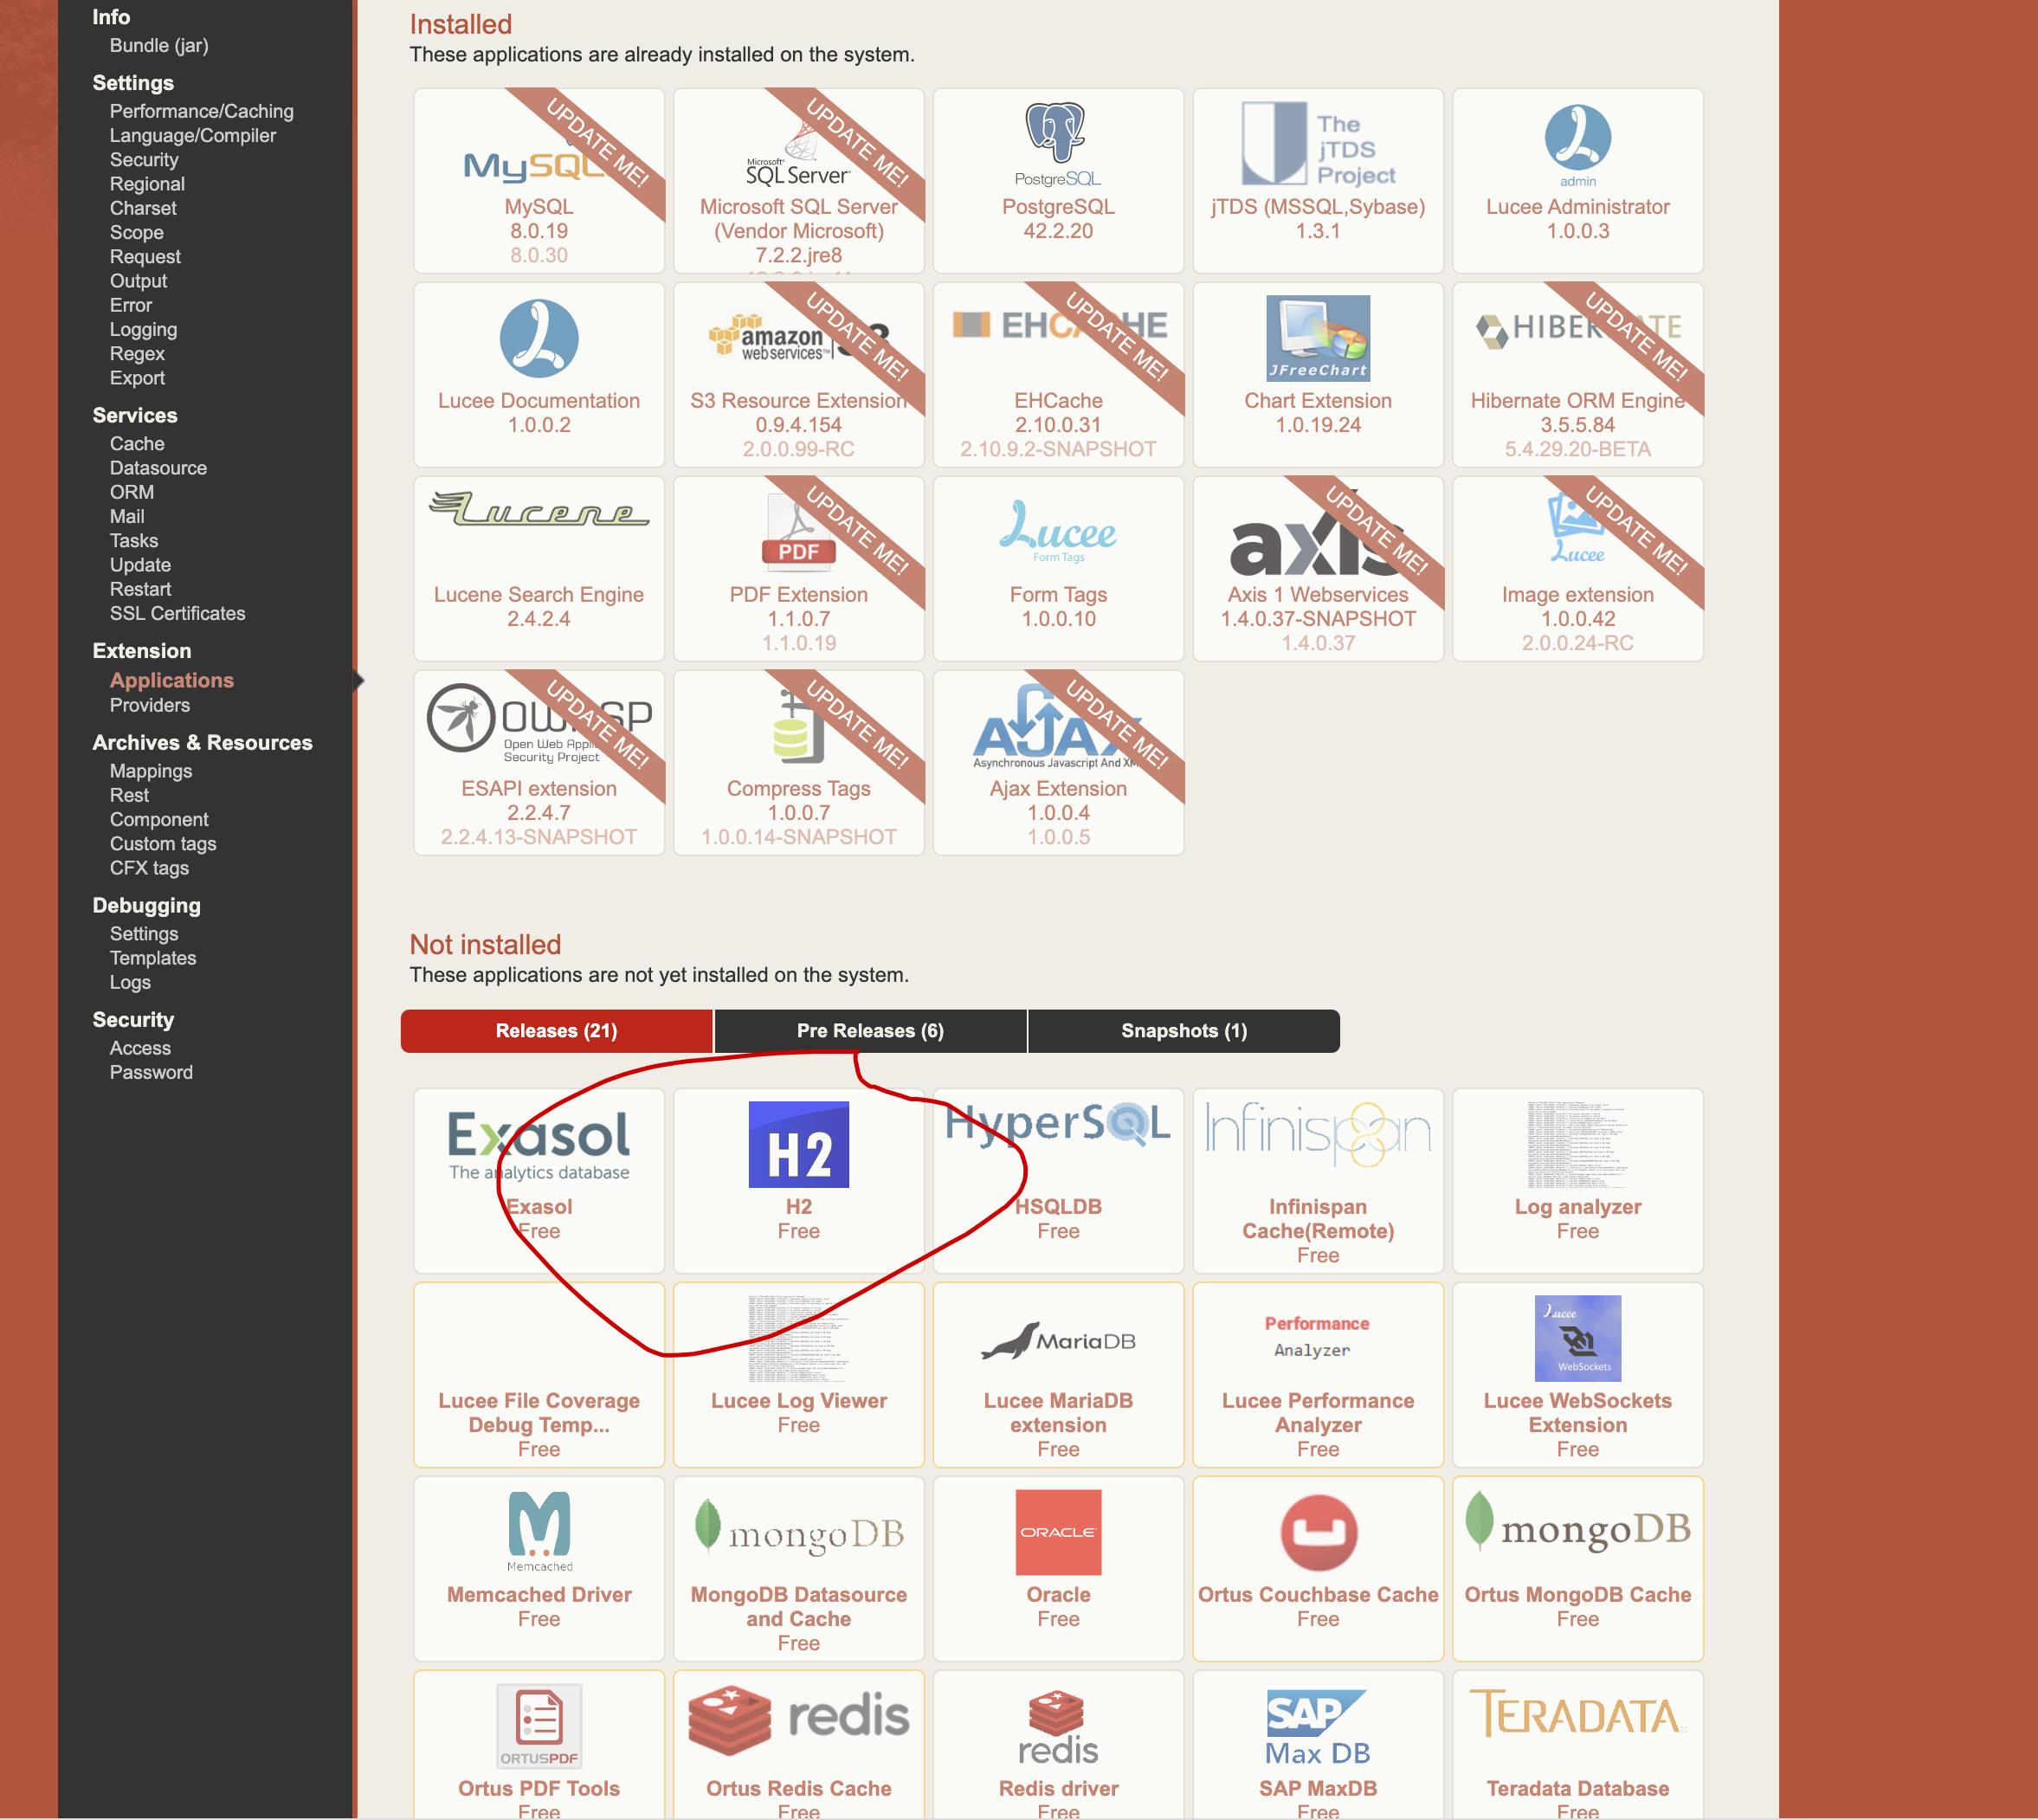 Info
Bundle (jar)
Settings
Performance/Caching
Language/Compiler
Security
Regional
Charset
Scope
Request
Output
Error
Logging
Regex
Export
Services
Cache
Datasource
ORM
Mail
Tasks
Update
Restart
SSL Certificates
Extension
Applications
Providers
Archives & Resources
Mappings
Rest
Component
Custom tags
CFX tags
Debugging
Settings
Templates
Logs
Security
Access
Password
Installed
These applications are already installed on the system.
UPDATE ME!
MySQL
MySQL
8.0.19
8.0.30
UPDATE ME!
Microsoft
SQL Server
Microsoft SQL Server
(Vendor Microsoft)
7.2.2.jre8
PostgreSQL
PostgreSQL
42.2.20
The
jTDS
Project
jTDS (MSSQL,Sybase)
1.3.1
admin
Lucee Administrator
1.0.0.3
Lucee Documentation
1.0.0.2
UPDATE ME!
amazon
webservices™
S3 Resource Extension
0.9.4.154
2.0.0.99-RC
UPDATE ME!
EHCACHE
EHCache
2.10.0.31
2.10.9.2-SNAPSHOT
JFreeChart
Chart Extension
1.0.19.24
UPDATE ME!
HIBERNATE
Hibernate ORM Engine
3.5.5.84
5.4.29.20-BETA
Lucene
Lucene Search Engine
2.4.2.4
UPDATE ME!
PDF
PDF Extension
1.1.0.7
1.1.0.19
Lucee
Form Tags
Form Tags
1.0.0.10
UPDATE ME!
axis
Axis 1 Webservices
1.4.0.37-SNAPSHOT
1.4.0.37
UPDATE ME!
Lucee
Image extension
1.0.0.42
2.0.0.24-RC
UPDATE ME!
OWASP
Open Web Appli
Security Project
ESAPI extension
2.2.4.7
2.2.4.13-SNAPSHOT
UPDATE ME!
Compress Tags
1.0.0.7
1.0.0.14-SNAPSHOT
UPDATE ME!
AJAX
Asynchronous Javascript And XM
Ajax Extension
1.0.0.4
1.0.0.5
Not installed
These applications are not yet installed on the system.
Releases (21)
Pre Releases (6)
Snapshots (1)
Exasol
The analytics database
Exasol
Free
H2
H2
Free
HyperSQL
HSQLDB
Free
Infinispan
Infinispan
Cache(Remote)
Free
Log analyzer
Free
Lucee File Coverage
Debug Temp...
Free
Lucee Log Viewer
Free
MariaDB
Lucee MariaDB
extension
Free
Performance
Analyzer
Lucee Performance
Analyzer
Free
Lucee
WebSockets
Lucee WebSockets
Extension
Free
Memcached
Memcached Driver
Free
mongoDB
MongoDB Datasource
and Cache
Free
ORACLE
Oracle
Free
Ortus Couchbase Cache
Free
mongoDB
Ortus MongoDB Cache
Free
ORTUSPDF
Ortus PDF Tools
Free
redis
Ortus Redis Cache
Free
redis
Redis driver
Free
SAP
Max DB
SAP MaxDB
Free
TERADATA
Teradata Database
Free